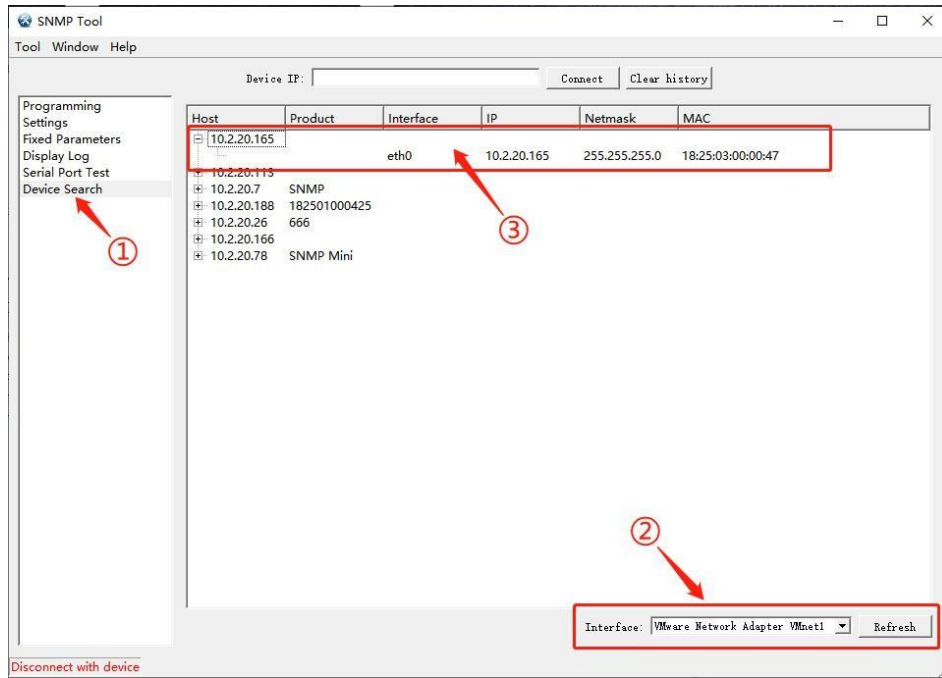 SNMP Tool
Tool Window Help
Device IP: Connect Clear history
Programming
Settings
Fixed Parameters
Display Log
Serial Port Test
Device Search
①
Host Product Interface IP Netmask MAC
10.2.20.165
eth0 10.2.20.165 255.255.255.0 18:25:03:00:00:47
10.2.20.113
10.2.20.7 SNMP
10.2.20.188 182501000425
10.2.20.26 666
10.2.20.166
10.2.20.78 SNMP Mini
③
②
Interface: VMware Network Adapter VMnet1 Refresh
Disconnect with device